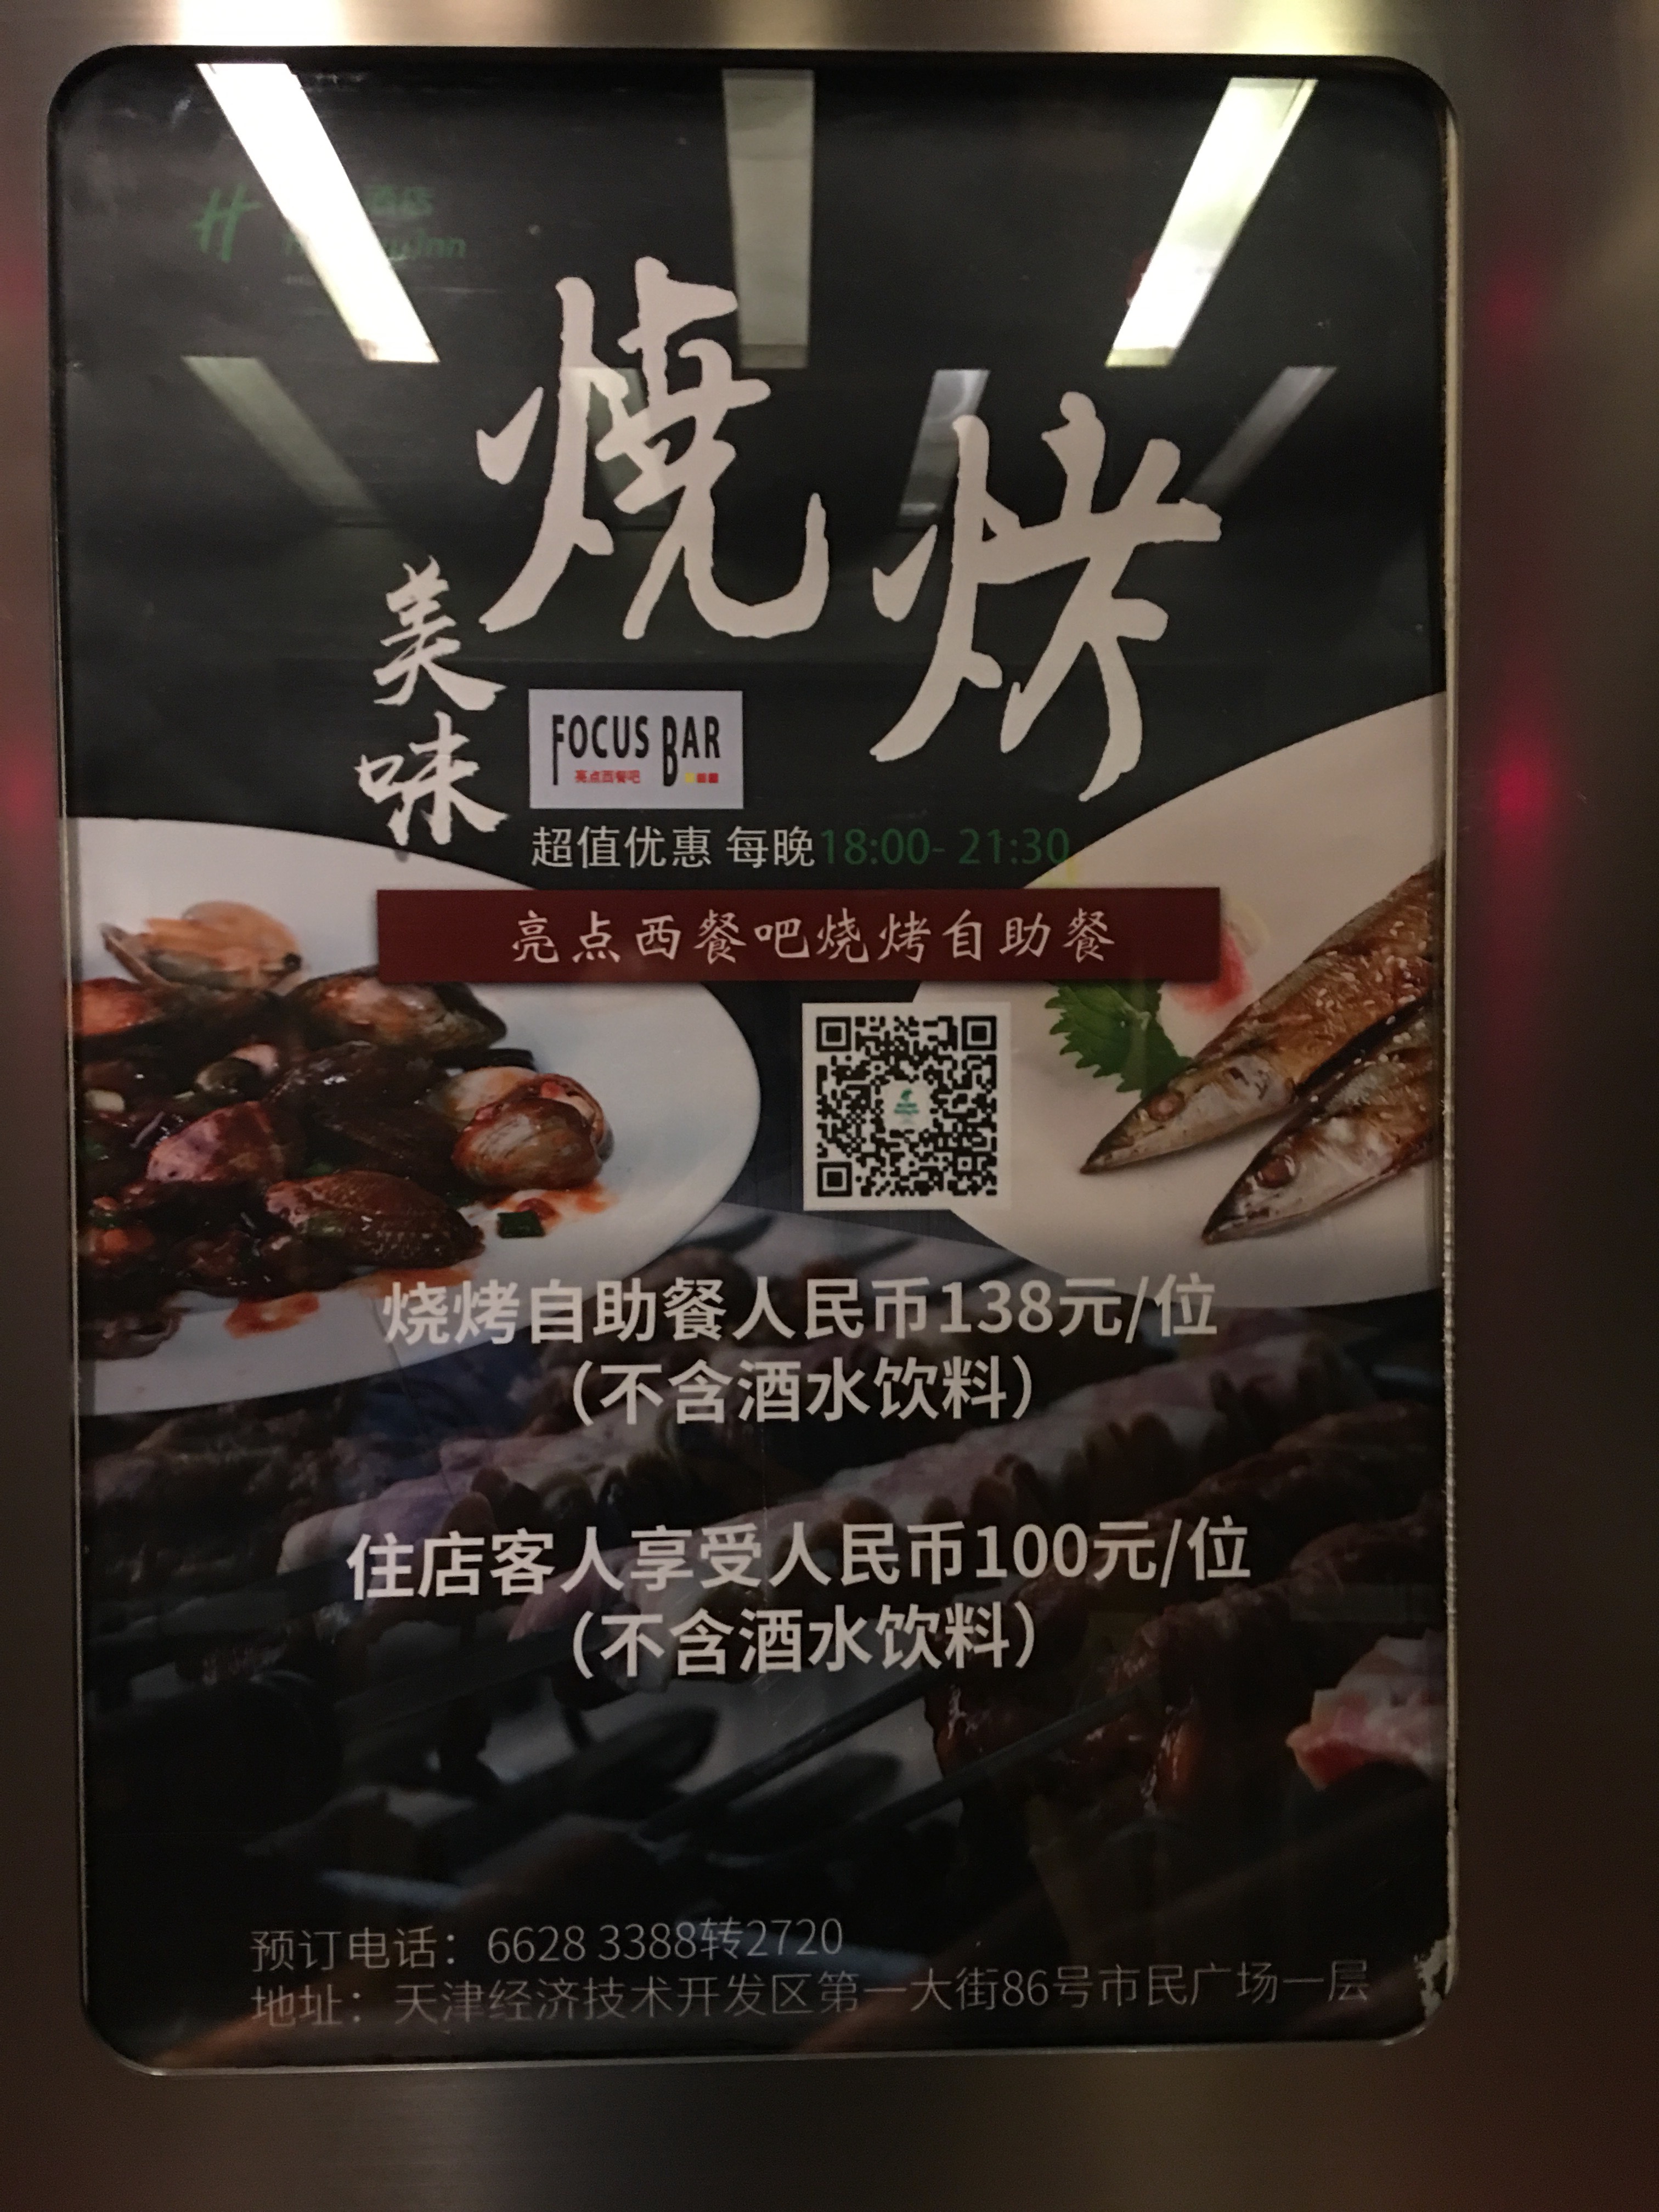 酒店
Inn
燒烤
美味
FOCUS BAR
亮点西餐吧
超值优惠 每晚18:00- 21:30
亮点西餐吧烧烤自助餐
烧烤自助餐人民币138元/位
（不含酒水饮料）
住店客人享受人民币100元/位
（不含酒水饮料）
预订电话：6628 3388转2720
地址：天津经济技术开发区第一大街86号市民广场一层